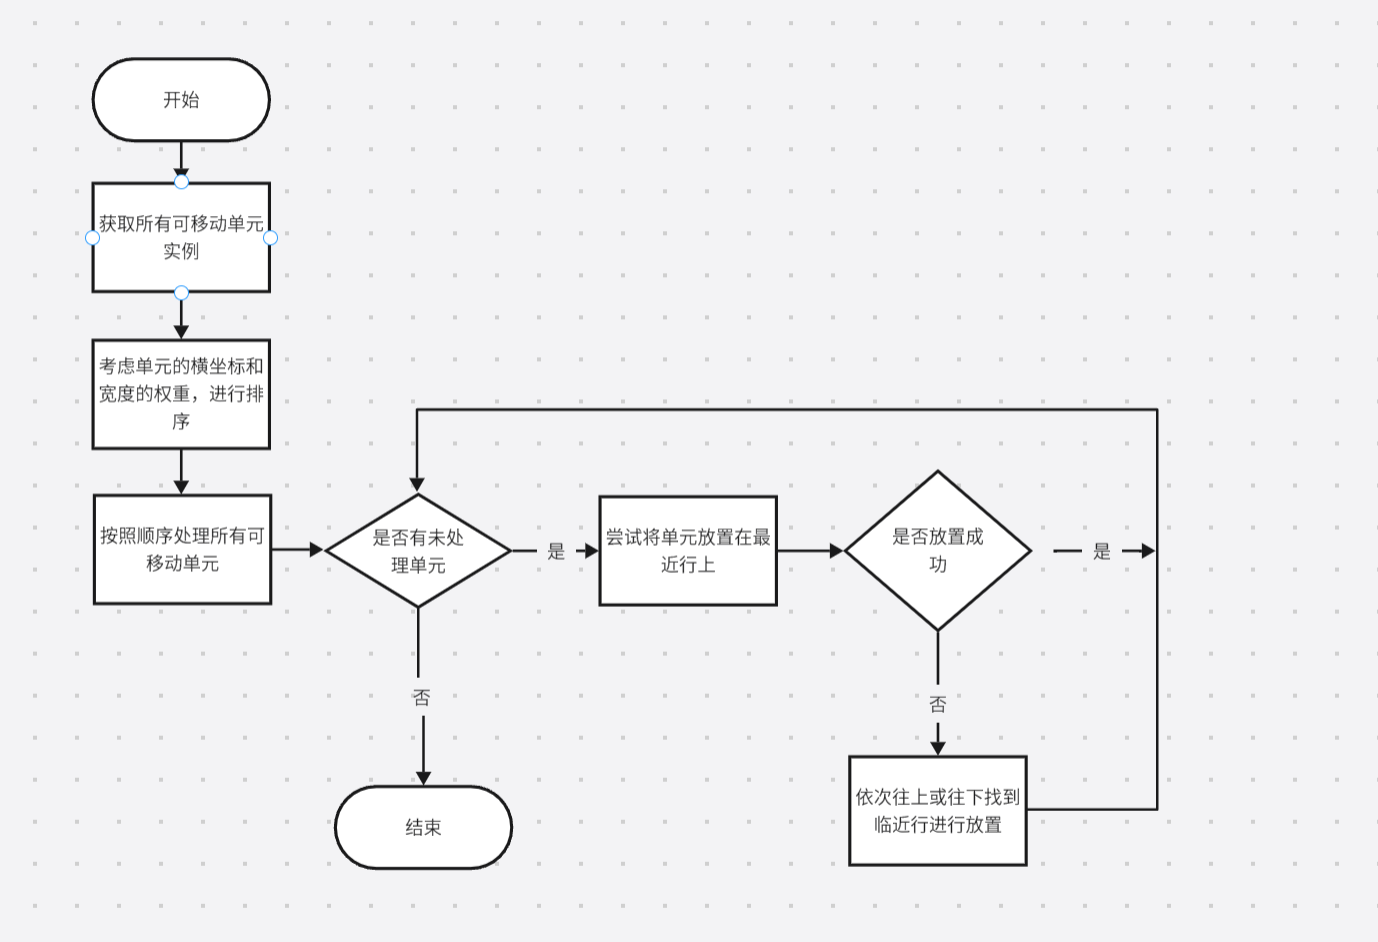 开始
获取所有可移动单元
实例
考虑单元的横坐标和
宽度的权重，进行排
序
按照顺序处理所有可
移动单元
是否有未处
理单元
是
尝试将单元放置在最
近行上
是否放置成
功
是
否
否
依次往上或往下找到
临近行进行放置
结束